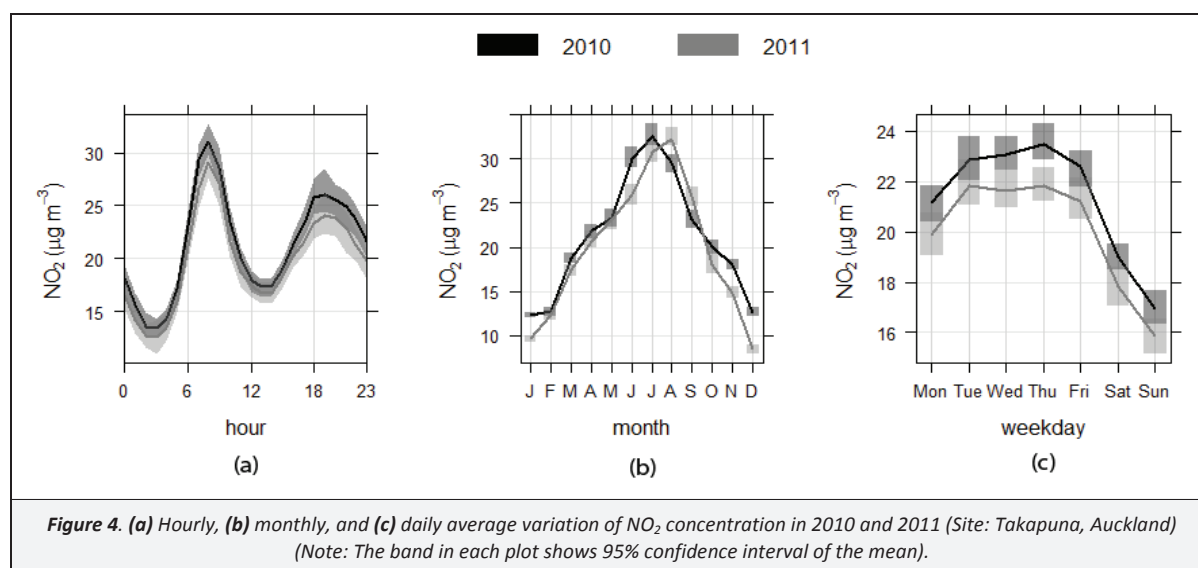 2010 2011
NO₂ (µg m⁻³)
30
25
20
15
0 6 12 18 23
hour
(a)
NO₂ (µg m⁻³)
30
25
20
15
10
J F M A M J J A S O N D
month
(b)
NO₂ (µg m⁻³)
24
22
20
18
16
Mon Tue Wed Thu Fri Sat Sun
weekday
(c)
Figure 4. (a) Hourly, (b) monthly, and (c) daily average variation of NO₂ concentration in 2010 and 2011 (Site: Takapuna, Auckland)
(Note: The band in each plot shows 95% confidence interval of the mean).